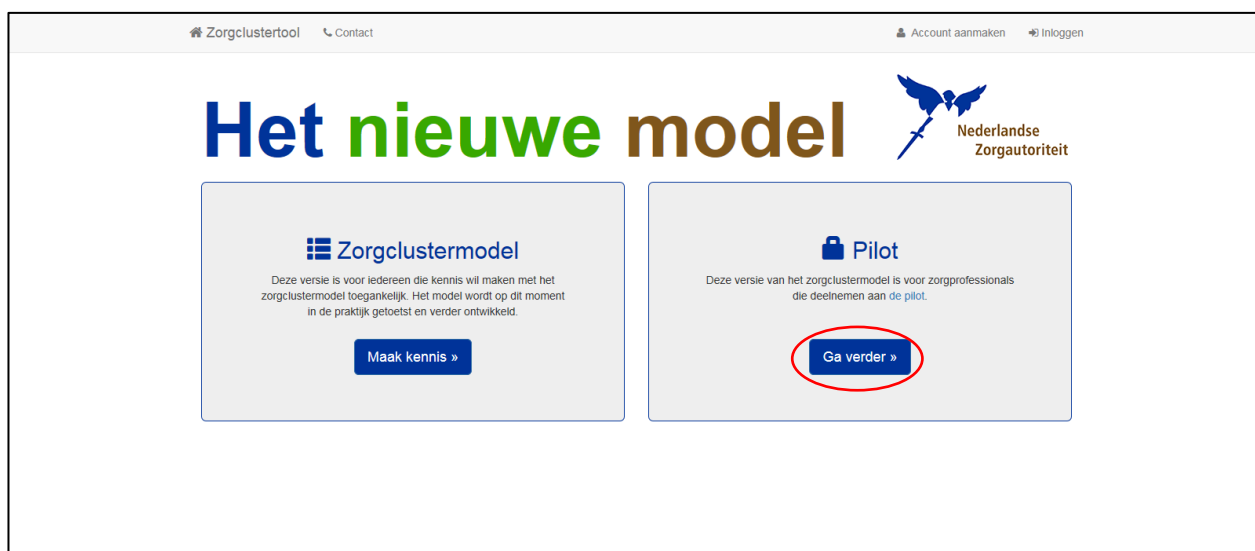 Zorgclustertool Contact Account aanmaken Inloggen
Het nieuwe model
Nederlandse
Zorgautoriteit
Zorgclustermodel
Deze versie is voor iedereen die kennis wil maken met het
zorgclustermodel toegankelijk. Het model wordt op dit moment
in de praktijk getoetst en verder ontwikkeld.
Maak kennis »
Pilot
Deze versie van het zorgclustermodel is voor zorgprofessionals
die deelnemen aan de pilot.
Ga verder »